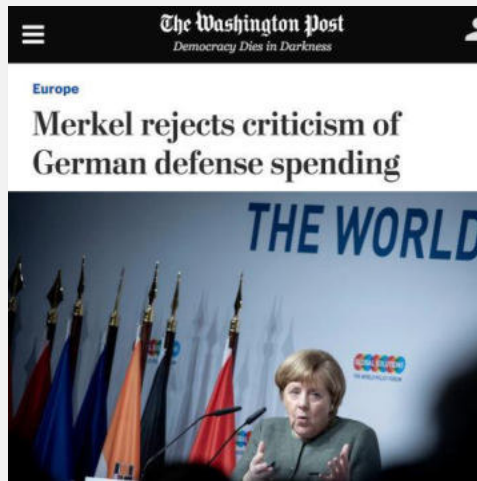 The Washington Post
Democracy Dies in Darkness
Europe
Merkel rejects criticism of
German defense spending
THE WORLD